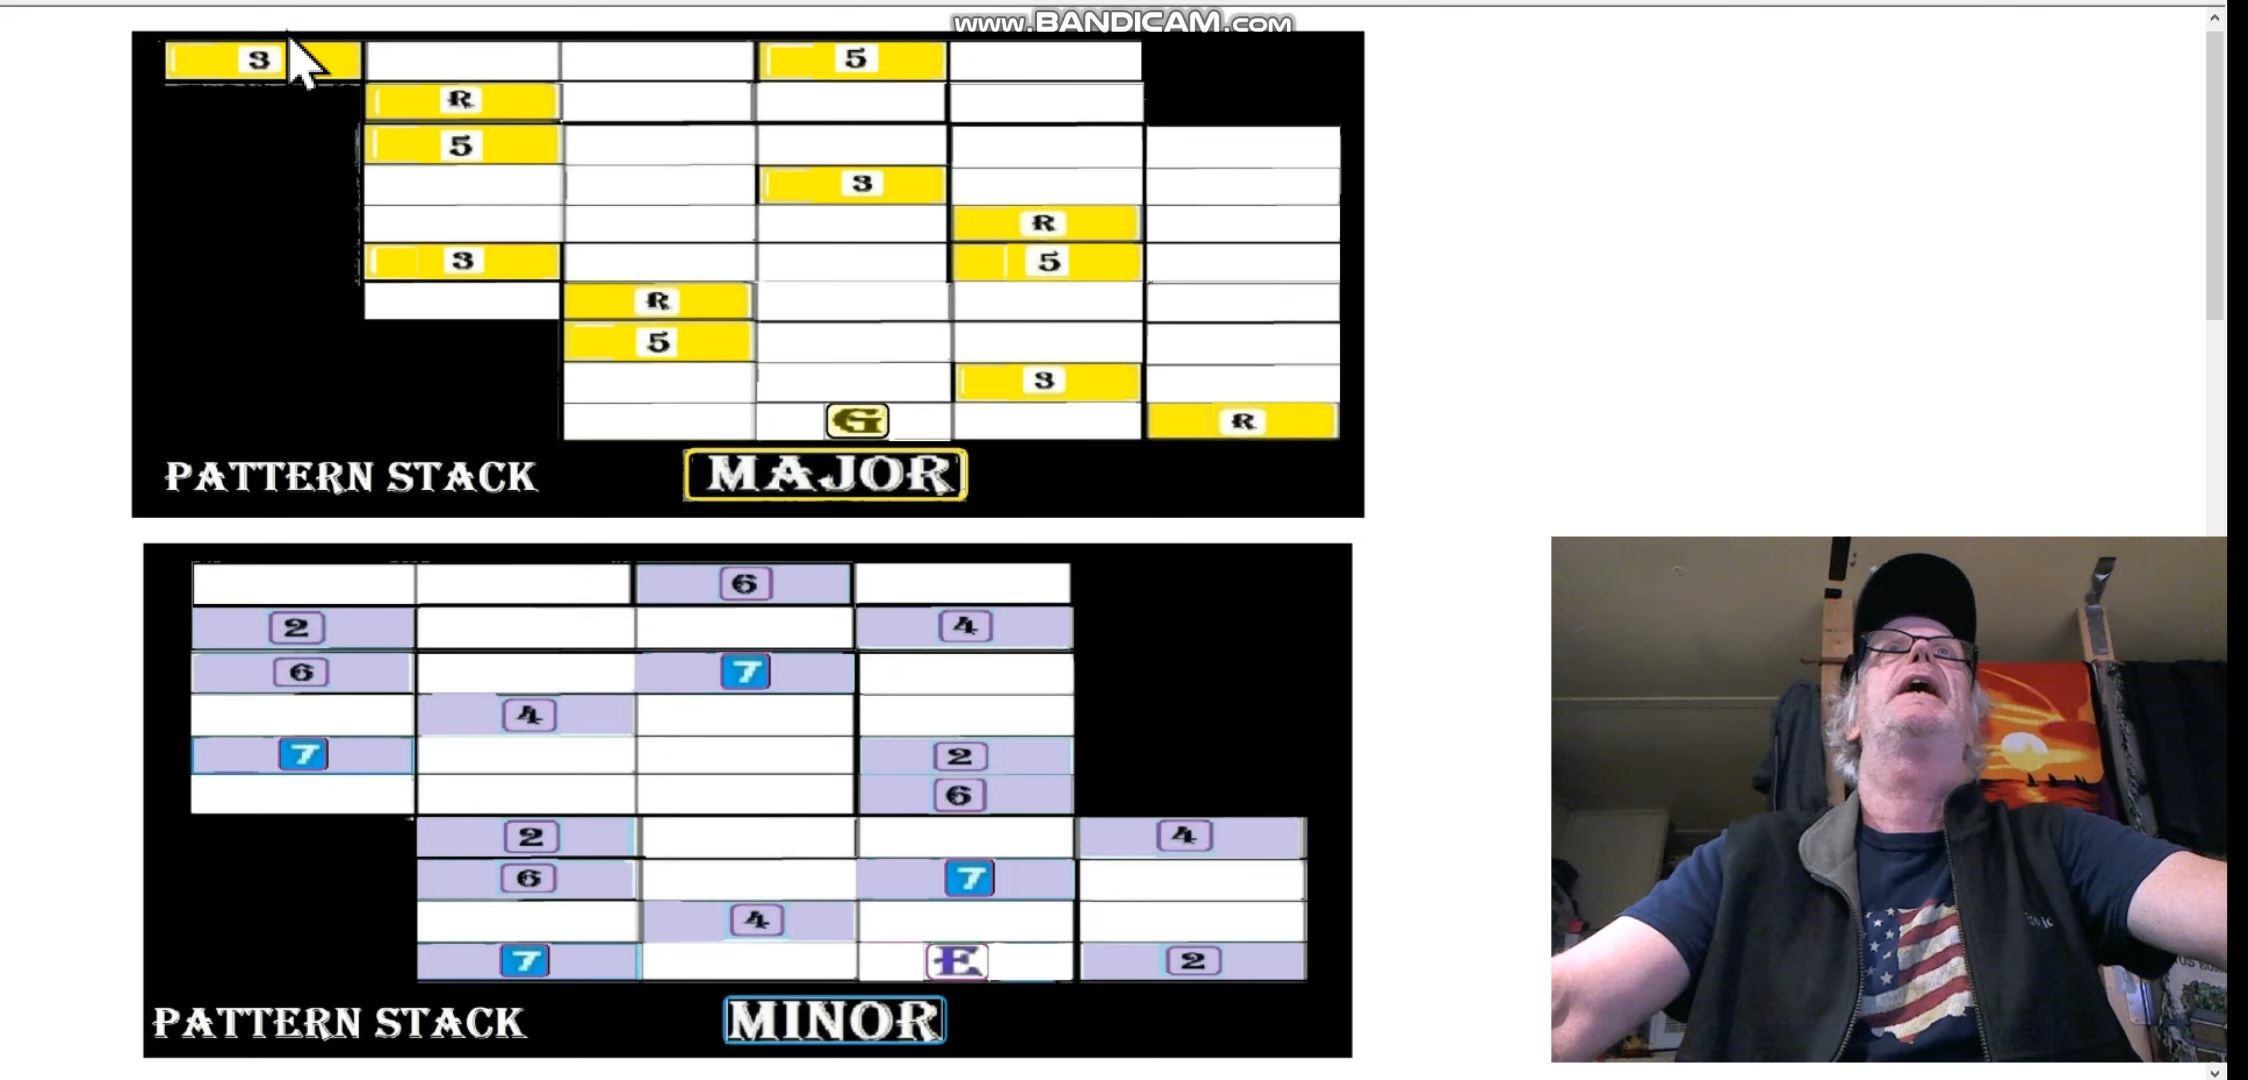 www.BANDICAM.com
3 5
R
5
3
R
3 5
R
5
3
G R
PATTERN STACK MAJOR
6
2 4
6 7
4
7 2
6
2 4
6 7
4
7 E 2
PATTERN STACK MINOR